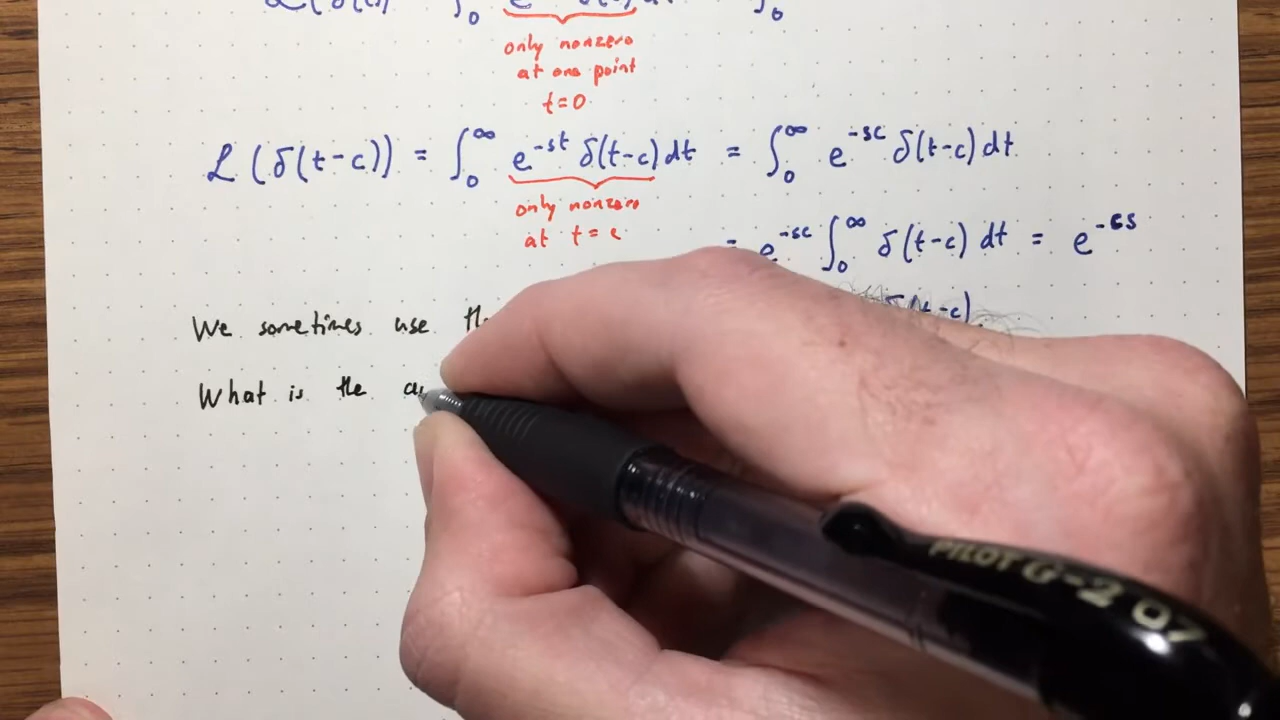 only nonzero
at one point
t=0
ℒ(δ(t-c)) = ∫₀^∞ e^{-st} δ(t-c) dt = ∫₀^∞ e^{-sc} δ(t-c) dt
only nonzero
at t=c
= e^{-sc} ∫₀^∞ δ(t-c) dt = e^{-cs}
We sometimes use δ(t-c)
What is the
PILOT G-2 07